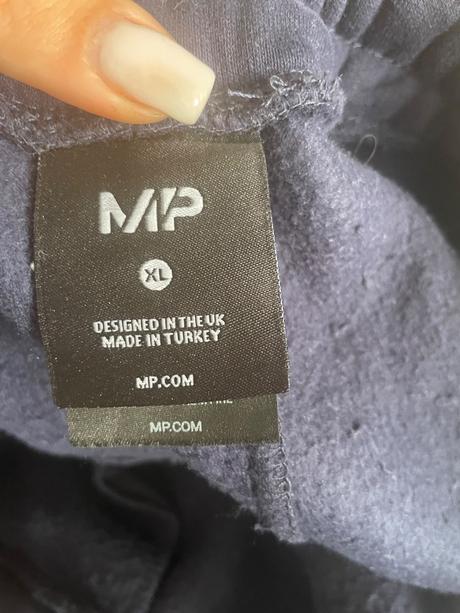 MP
XL
DESIGNED IN THE UK
MADE IN TURKEY
MP.COM
MP.COM